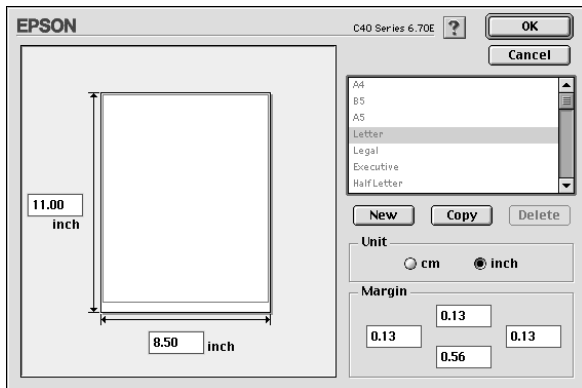 EPSON
C40 Series 6.70E
?
OK
Cancel
A4
B5
A5
Letter
Legal
Executive
HalfLetter
11.00
inch
8.50 inch
New Copy Delete
Unit
cm inch
Margin
0.13
0.13 0.13
0.56